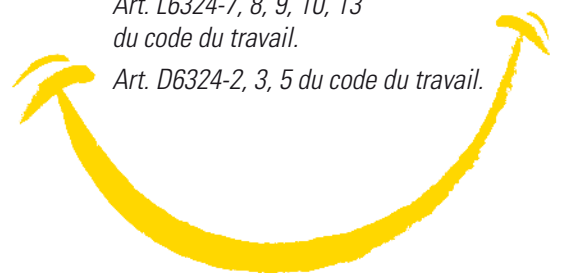 Art. L6324-7, 8, 9, 10, 13
du code du travail.
Art. D6324-2, 3, 5 du code du travail.